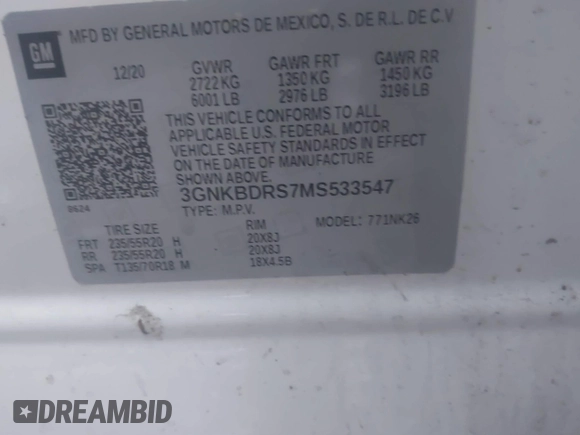 GM
MFD BY GENERAL MOTORS DE MEXICO, S. DE R.L. DE C.V
12/20 GVWR GAWR FRT GAWR RR
2722 KG 1350 KG 1450 KG
6001 LB 2976 LB 3196 LB
THIS VEHICLE CONFORMS TO ALL
APPLICABLE U.S. FEDERAL MOTOR
VEHICLE SAFETY STANDARDS IN EFFECT
ON THE DATE OF MANUFACTURE
SHOWN ABOVE.
8624 3GNKBDRS7MS533547
TYPE: M.P.V. MODEL: 771NK26
TIRE SIZE RIM
FRT 235/55R20 H 20X8J
RR. 235/55R20 H 20X8J
SPA T135/70R18 M 18X4.5B
DREAMBID